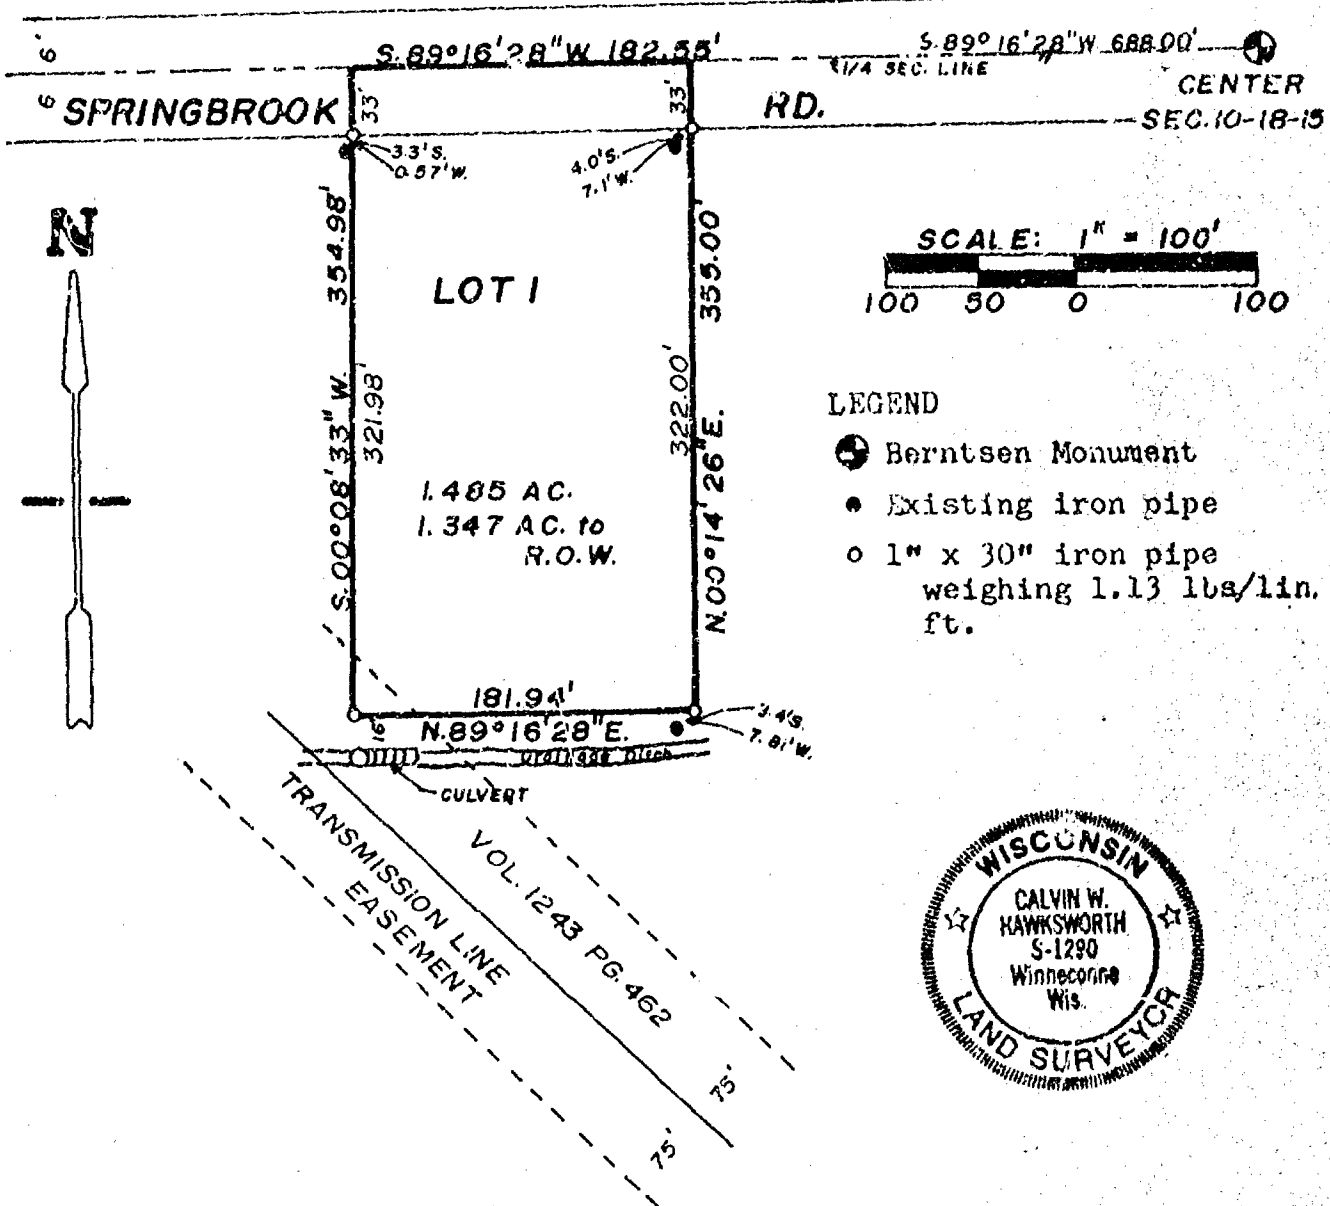 S. 89° 16' 28" W 182.55'
S. 89° 16' 28" W 688.00'
1/4 SEC. LINE
CENTER
SEC. 10-18-15
SPRINGBROOK RD.
33'
33'
3.3' S.
0.57' W.
4.0' S.
7.1' W.
N
354.98'
355.00'
SCALE: 1" = 100'
100 50 0 100
LOT 1
S. 00° 08' 33" W.
321.98'
322.00'
N. 00° 14' 26" E.
LEGEND
Berntsen Monument
Existing iron pipe
1" x 30" iron pipe
weighing 1.13 lbs/lin.
ft.
1.485 AC.
1.347 AC. to
R.O.W.
181.94'
N. 89° 16' 28" E.
16'
3.4' S.
7.81' W.
Drainage Ditch
CULVERT
TRANSMISSION LINE
EASEMENT
VOL. 1243 PG. 462
75'
75'
WISCONSIN
CALVIN W.
HAWKSWORTH
S-1290
Winneconne
Wis.
LAND SURVEYOR